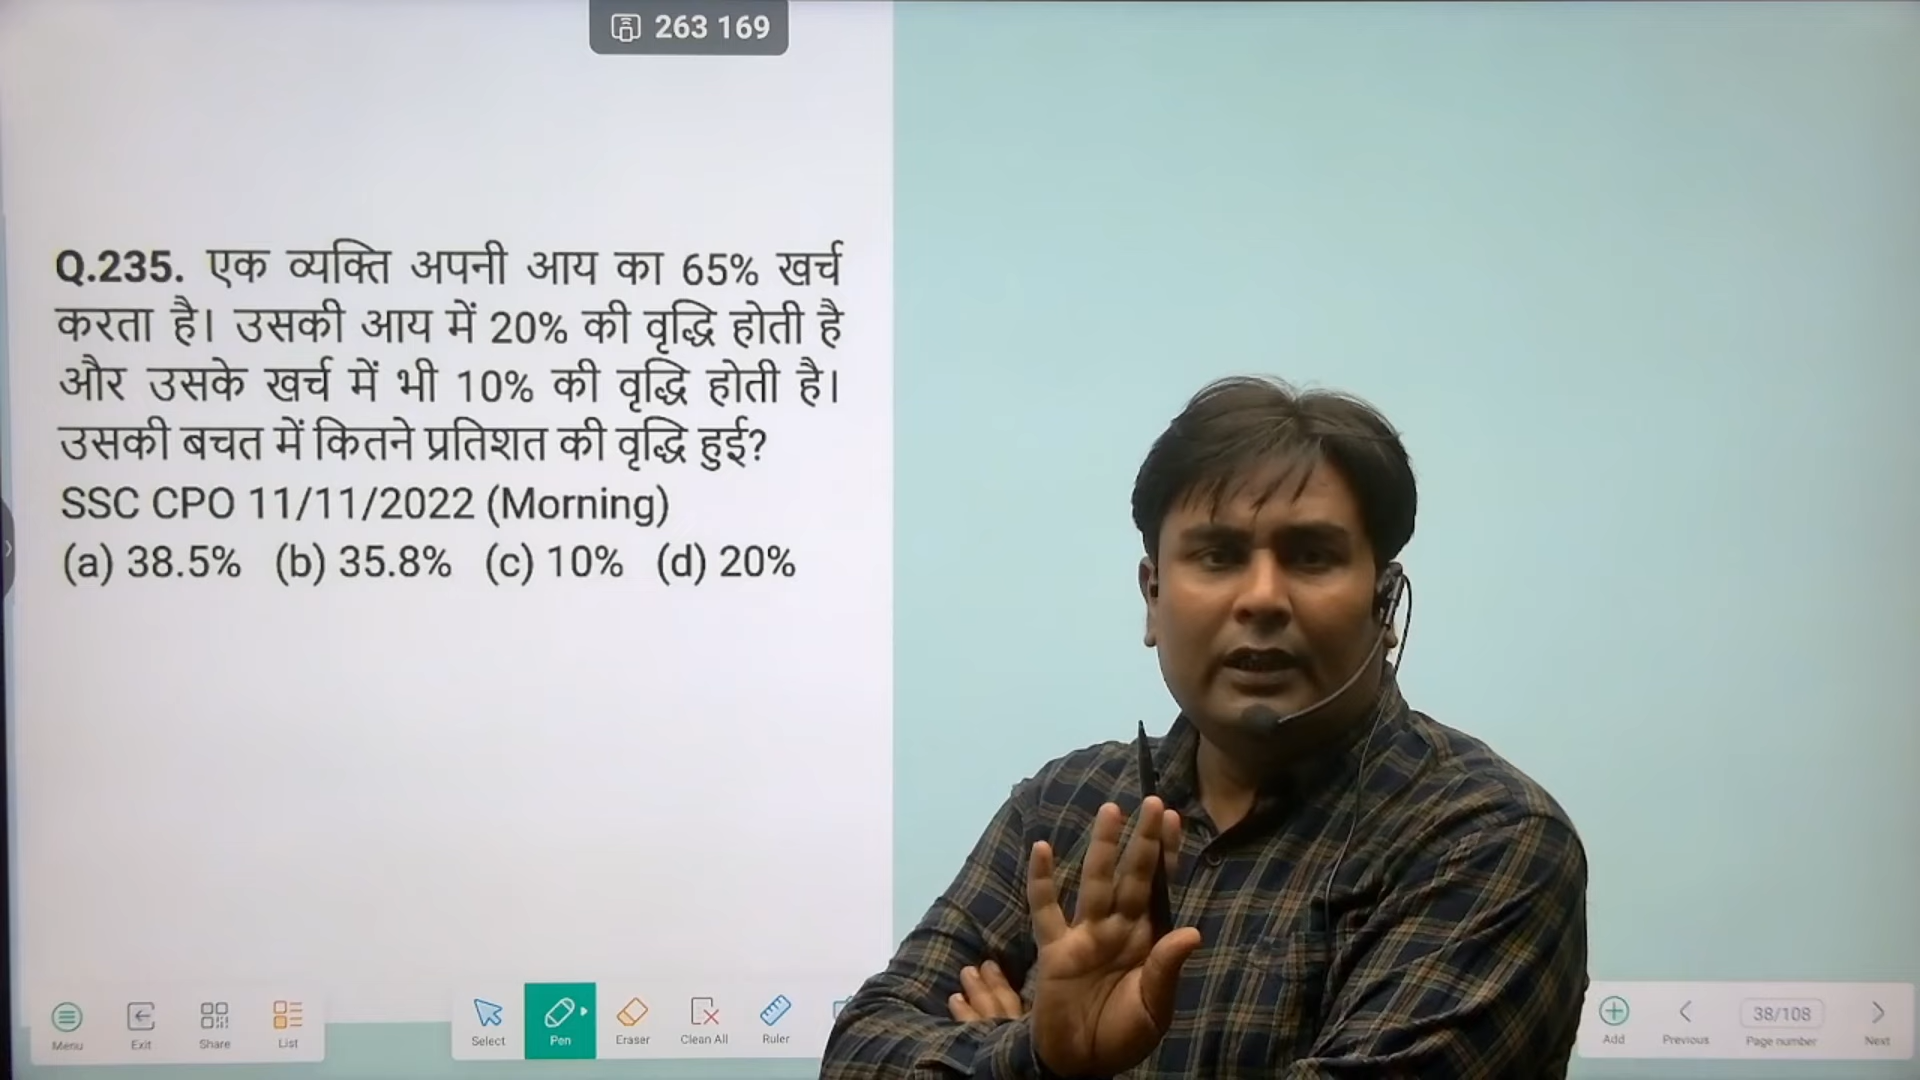 263 169
Q.235. एक व्यक्ति अपनी आय का 65% खर्च
करता है। उसकी आय में 20% की वृद्धि होती है
और उसके खर्च में भी 10% की वृद्धि होती है।
उसकी बचत में कितने प्रतिशत की वृद्धि हुई?
SSC CPO 11/11/2022 (Morning)
(a) 38.5% (b) 35.8% (c) 10% (d) 20%
Menu Exit Share List Select Pen Eraser Clean All Ruler Add Previous 38/108 Page number Next